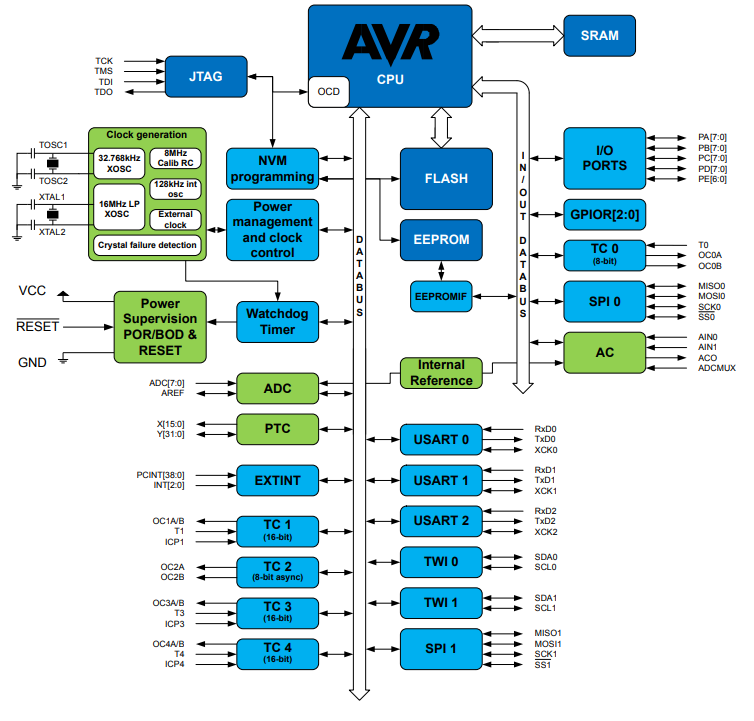 AVR
CPU
OCD
SRAM
TCK
TMS
TDI
TDO
JTAG
Clock generation
TOSC1
TOSC2
XTAL1
XTAL2
32.768kHz
XOSC
8MHz
Calib RC
128kHz int
osc
16MHz LP
XOSC
External
clock
Crystal failure detection
NVM
programming
Power
management
and clock
control
FLASH
EEPROM
EEPROMIF
DATABUS
IN/OUT DATABUS
I/O
PORTS
PA[7:0]
PB[7:0]
PC[7:0]
PD[7:0]
PE[6:0]
GPIOR[2:0]
TC 0
(8-bit)
T0
OC0A
OC0B
SPI 0
MISO0
MOSI0
SCK0
SS0
AC
AIN0
AIN1
ACO
ADCMUX
VCC
RESET
GND
Power
Supervision
POR/BOD &
RESET
Watchdog
Timer
Internal
Reference
ADC[7:0]
AREF
ADC
X[15:0]
Y[31:0]
PTC
PCINT[38:0]
INT[2:0]
EXTINT
OC1A/B
T1
ICP1
TC 1
(16-bit)
OC2A
OC2B
TC 2
(8-bit async)
OC3A/B
T3
ICP3
TC 3
(16-bit)
OC4A/B
T4
ICP4
TC 4
(16-bit)
USART 0
RxD0
TxD0
XCK0
USART 1
RxD1
TxD1
XCK1
USART 2
RxD2
TxD2
XCK2
TWI 0
SDA0
SCL0
TWI 1
SDA1
SCL1
SPI 1
MISO1
MOSI1
SCK1
SS1